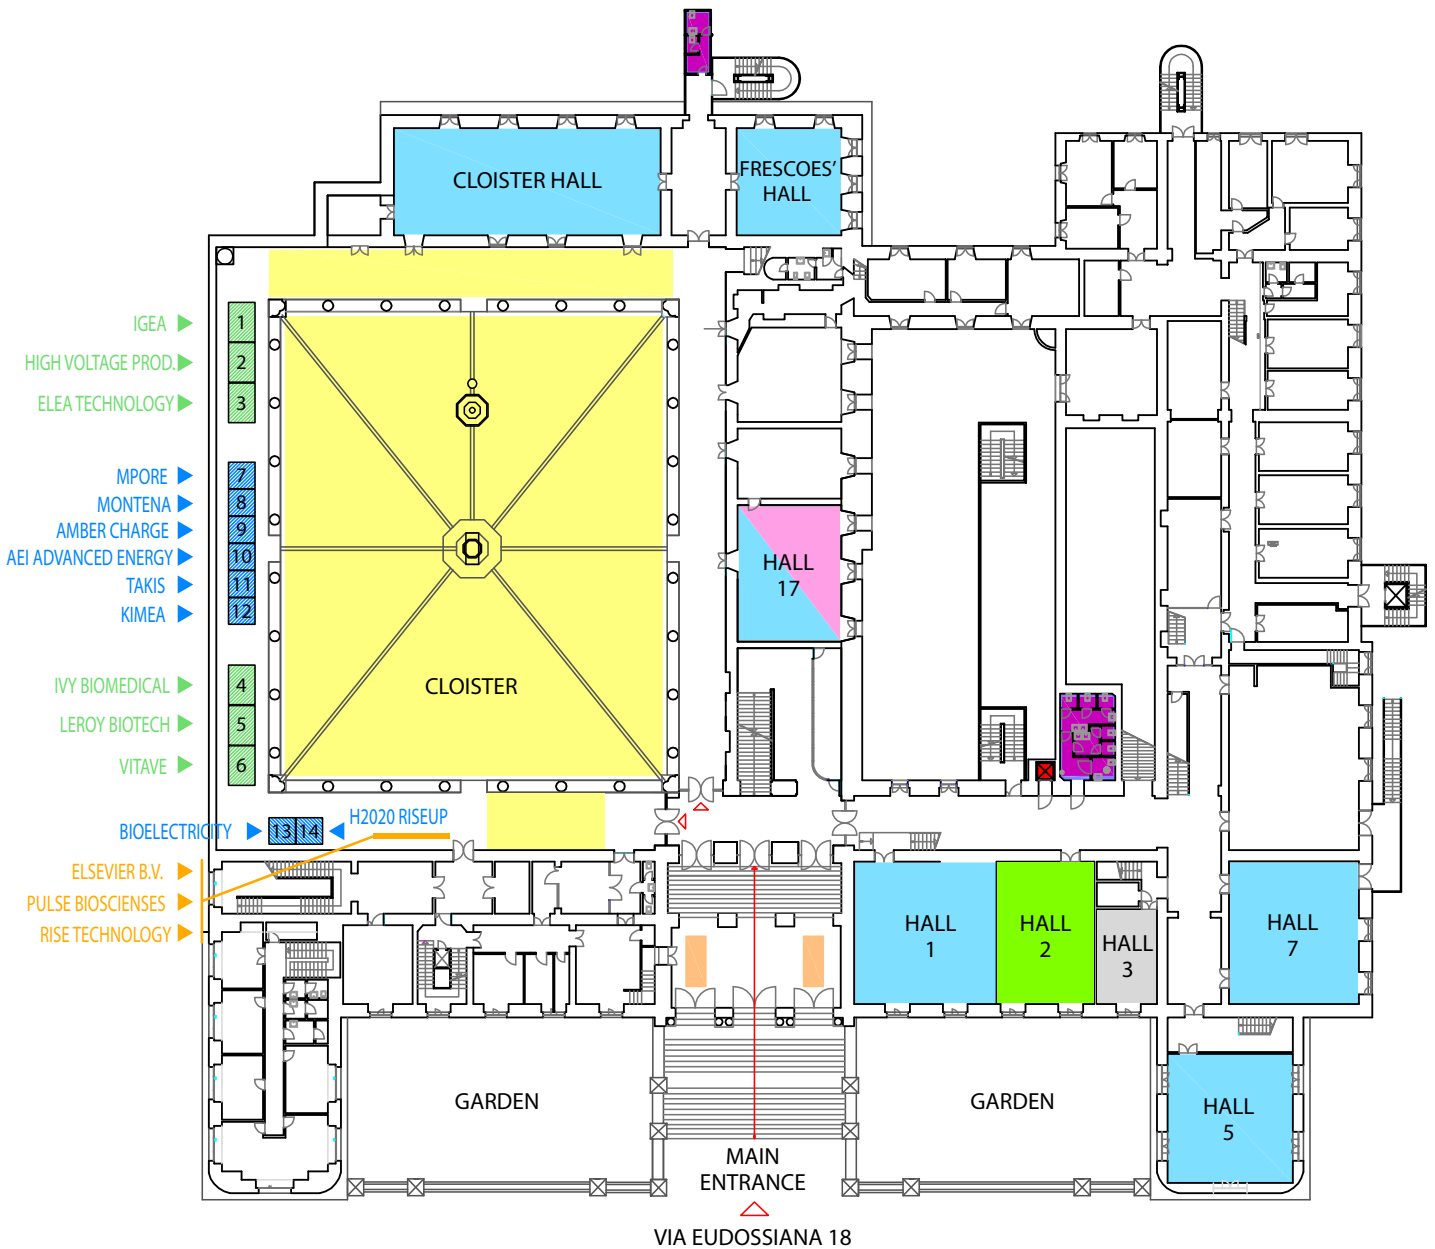 CLOISTER HALL
FRESCOES'
HALL
IGEA
1
HIGH VOLTAGE PROD.
2
ELEA TECHNOLOGY
3
MPORE
7
MONTENA
8
AMBER CHARGE
9
AEI ADVANCED ENERGY
10
TAKIS
11
KIMEA
12
HALL
17
IVY BIOMEDICAL
4
CLOISTER
LEROY BIOTECH
5
VITAVE
6
BIOELECTRICITY
13 14
H2020 RISEUP
ELSEVIER B.V.
PULSE BIOSCIENSES
RISE TECHNOLOGY
HALL
1
HALL
2
HALL
3
HALL
7
GARDEN
GARDEN
HALL
5
MAIN
ENTRANCE
VIA EUDOSSIANA 18